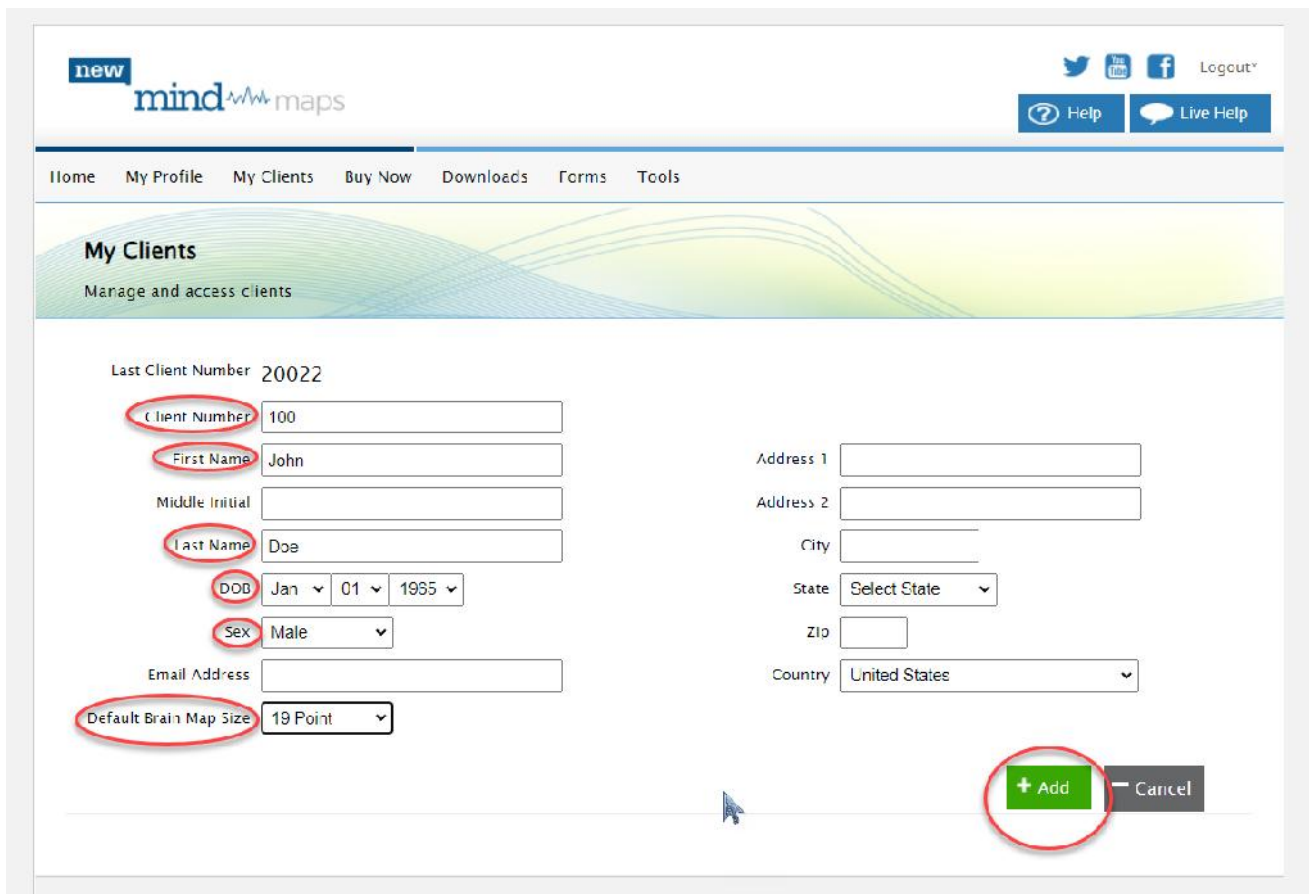 new
mind maps
You Tube
Logout
Help
Live Help
Home My Profile My Clients Buy Now Downloads Forms Tools
My Clients
Manage and access clients
Last Client Number 20022
Client Number 100
First Name John
Address 1
Middle Initial
Address 2
Last Name Doe
City
DOB Jan 01 1965
State Select State
Sex Male
Zip
Email Address
Country United States
Default Brain Map Size 19 Point
+ Add
Cancel